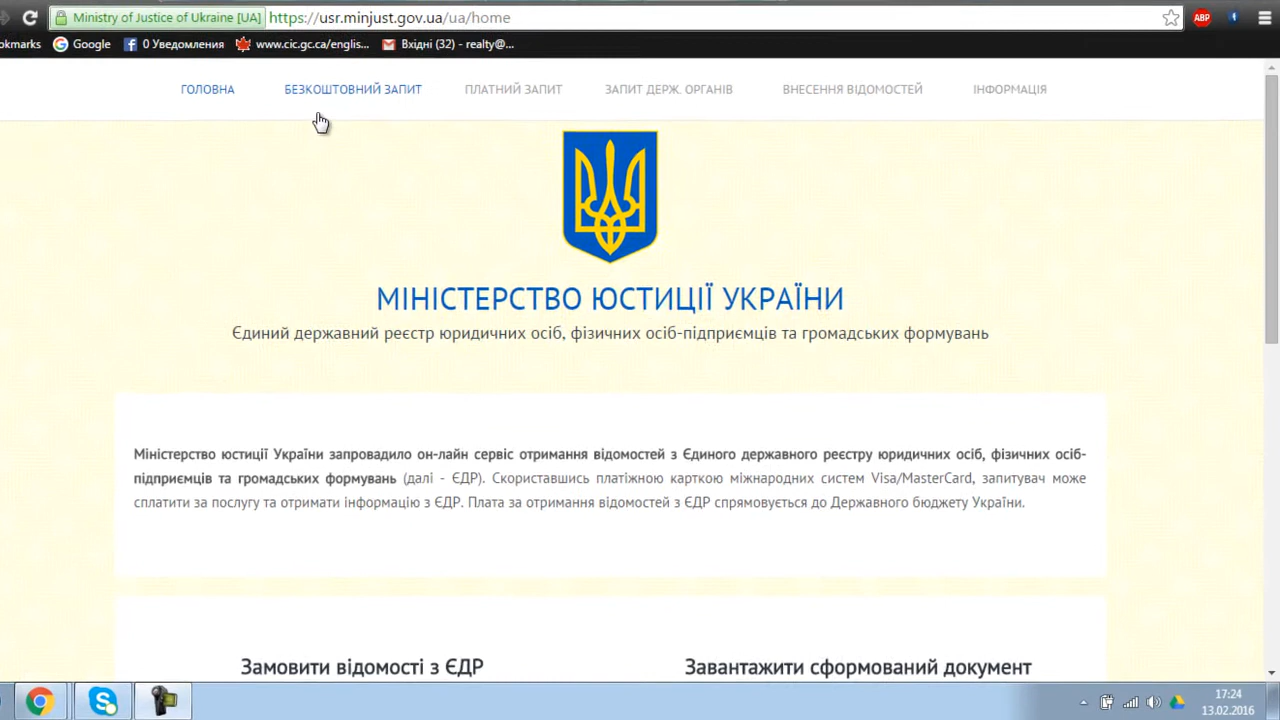 Ministry of Justice of Ukraine [UA] https://usr.minjust.gov.ua/ua/home
ABP
okmarks Google 0 Уведомления www.cic.gc.ca/englis... Вхідні (32) - realty@...
ГОЛОВНА БЕЗКОШТОВНИЙ ЗАПИТ ПЛАТНИЙ ЗАПИТ ЗАПИТ ДЕРЖ. ОРГАНІВ ВНЕСЕННЯ ВІДОМОСТЕЙ ІНФОРМАЦІЯ
МІНІСТЕРСТВО ЮСТИЦІЇ УКРАЇНИ
Єдиний державний реєстр юридичних осіб, фізичних осіб-підприємців та громадських формувань
Міністерство юстиції України запровадило он-лайн сервіс отримання відомостей з Єдиного державного реєстру юридичних осіб, фізичних осіб-
підприємців та громадських формувань (далі - ЄДР). Скориставшись платіжною карткою міжнародних систем Visa/MasterCard, запитувач може
сплатити за послугу та отримати інформацію з ЄДР. Плата за отримання відомостей з ЄДР спрямовується до Державного бюджету України.
Замовити відомості з ЄДР Завантажити сформований документ
17:24
13.02.2016